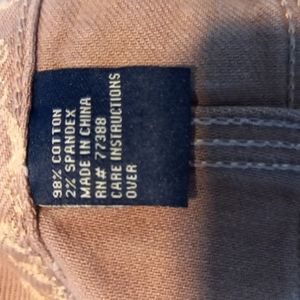 98% COTTON
2% SPANDEX
MADE IN CHINA
RN# 77388
CARE INSTRUCTIONS
OVER